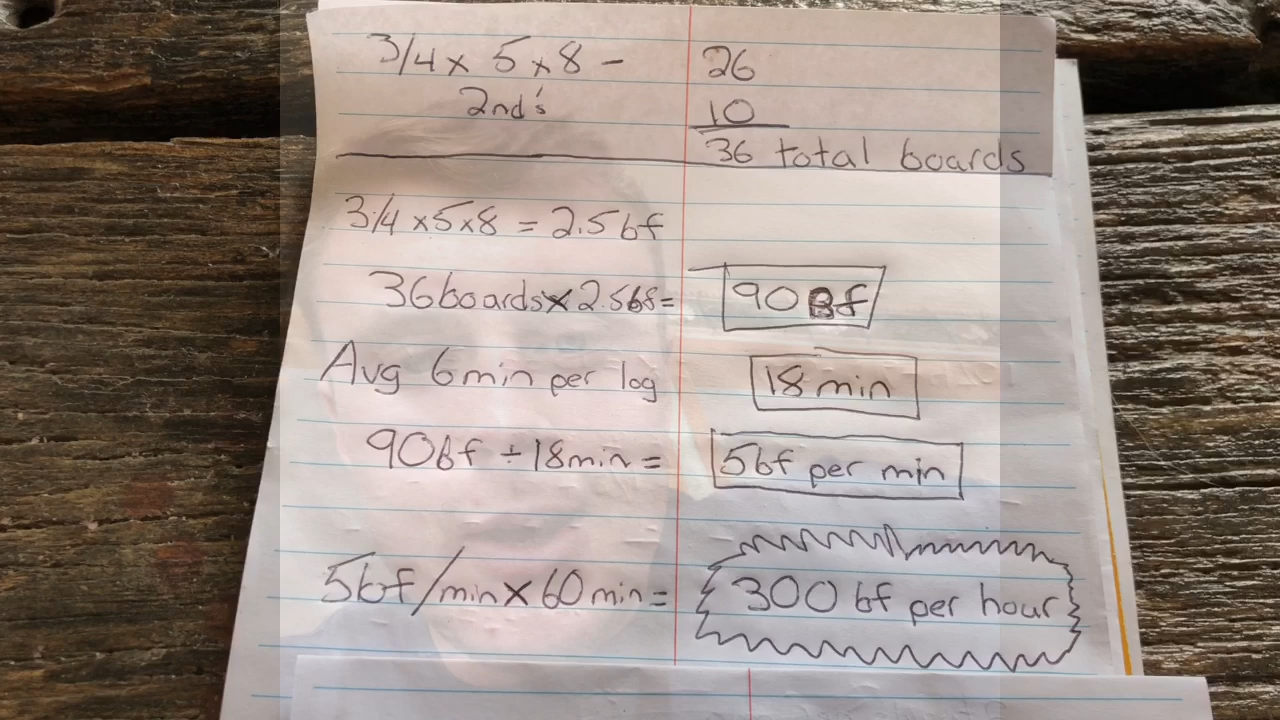 3/4 x 5 x 8 - 26
2nd's 10
36 total boards
3/4 x 5 x 8 = 2.5 bf
36 boards x 2.5 bf = 90 Bf
Avg 6 min per log 18 min
90 bf ÷ 18 min = 5 bf per min
5 bf/min x 60 min = 300 bf per hour